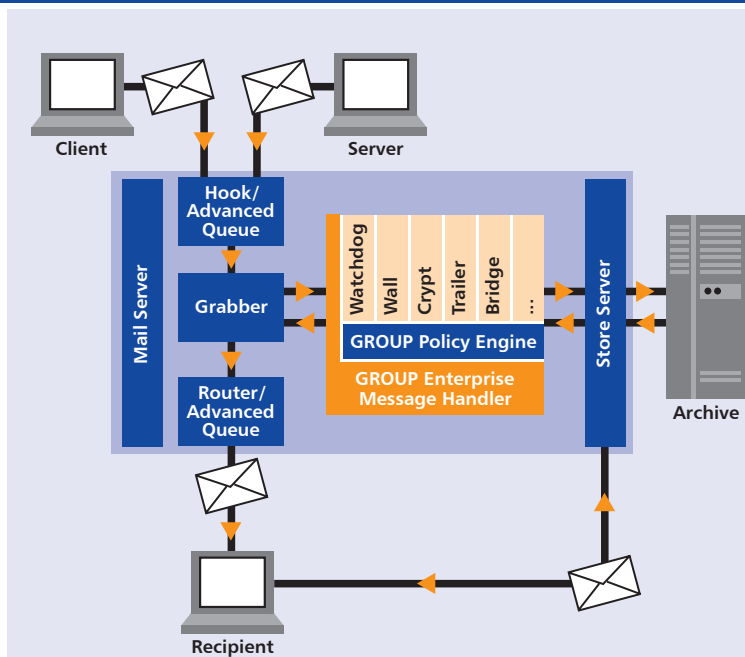 Client
Server
Mail Server
Hook/
Advanced
Queue
Grabber
Router/
Advanced
Queue
Watchdog
Wall
Crypt
Trailer
Bridge
...
GROUP Policy Engine
GROUP Enterprise
Message Handler
Store Server
Archive
Recipient